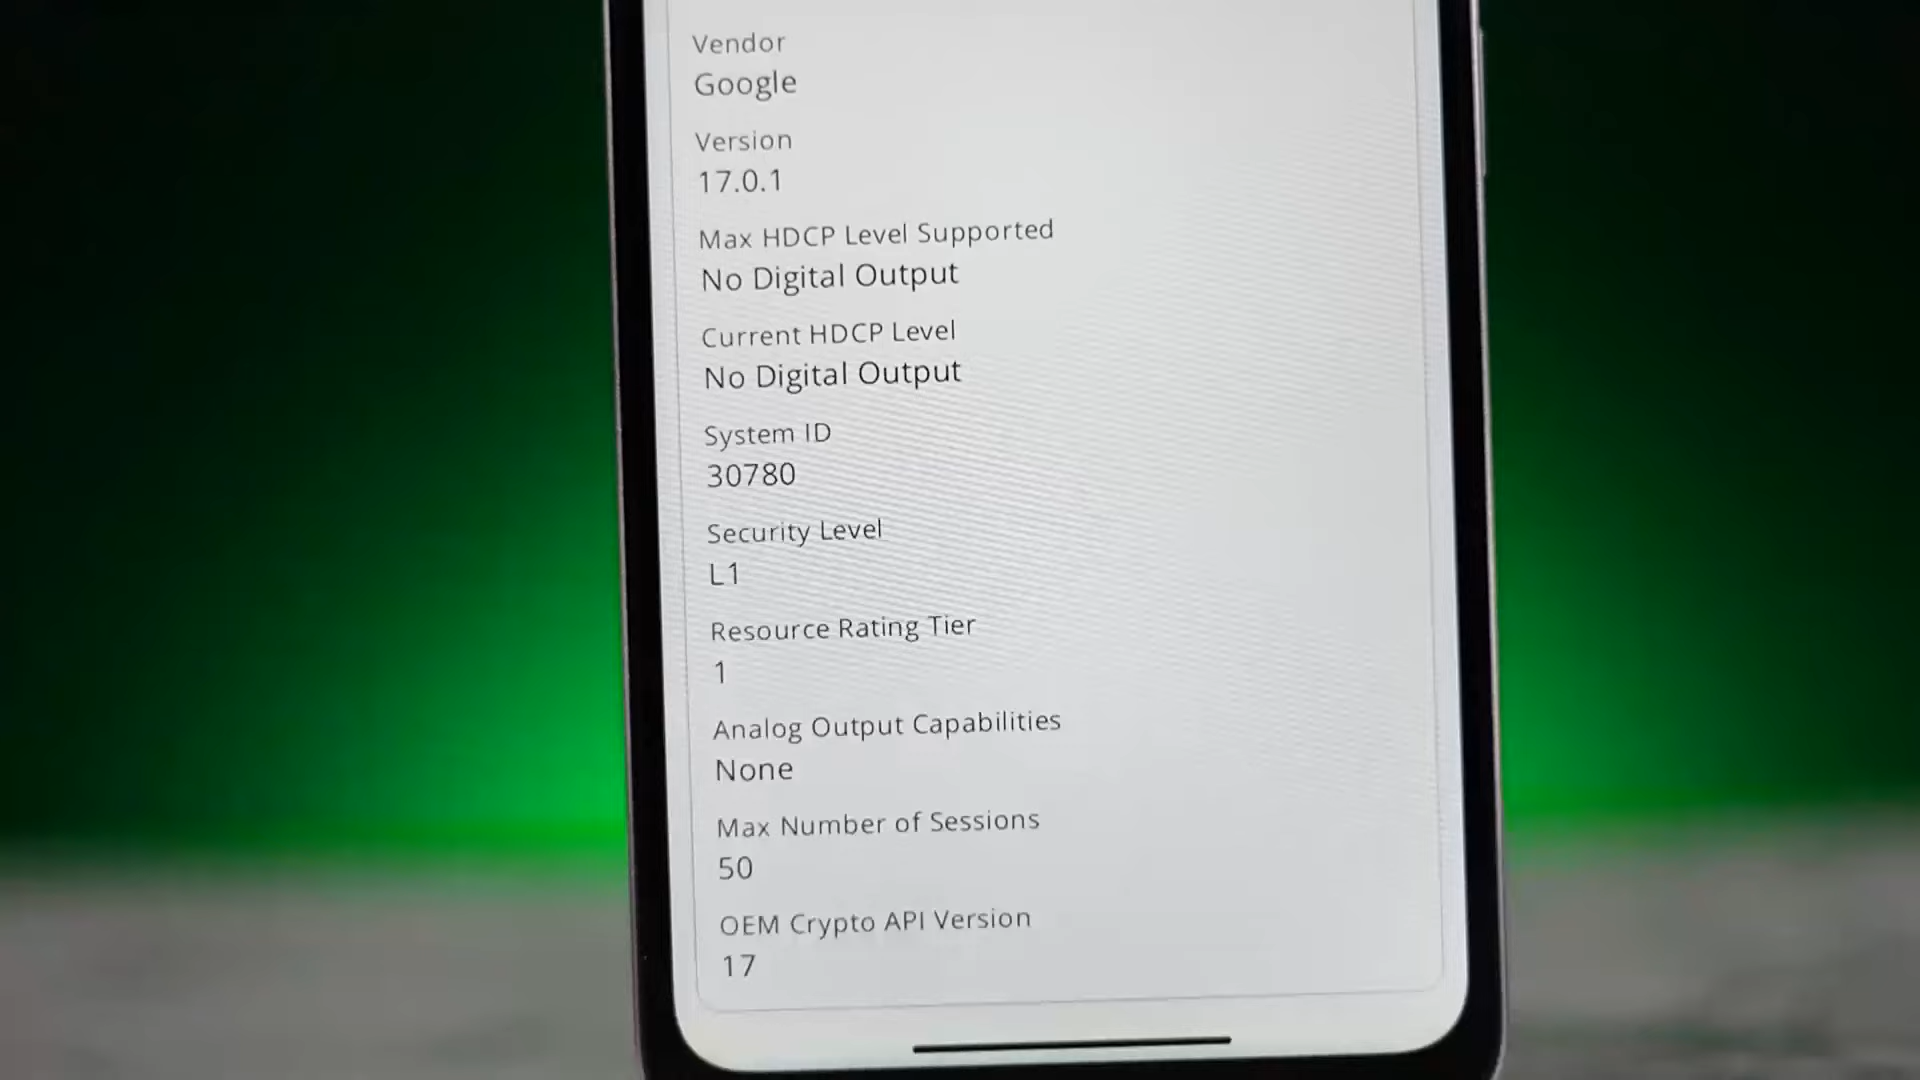 Vendor
Google
Version
17.0.1
Max HDCP Level Supported
No Digital Output
Current HDCP Level
No Digital Output
System ID
30780
Security Level
L1
Resource Rating Tier
1
Analog Output Capabilities
None
Max Number of Sessions
50
OEM Crypto API Version
17